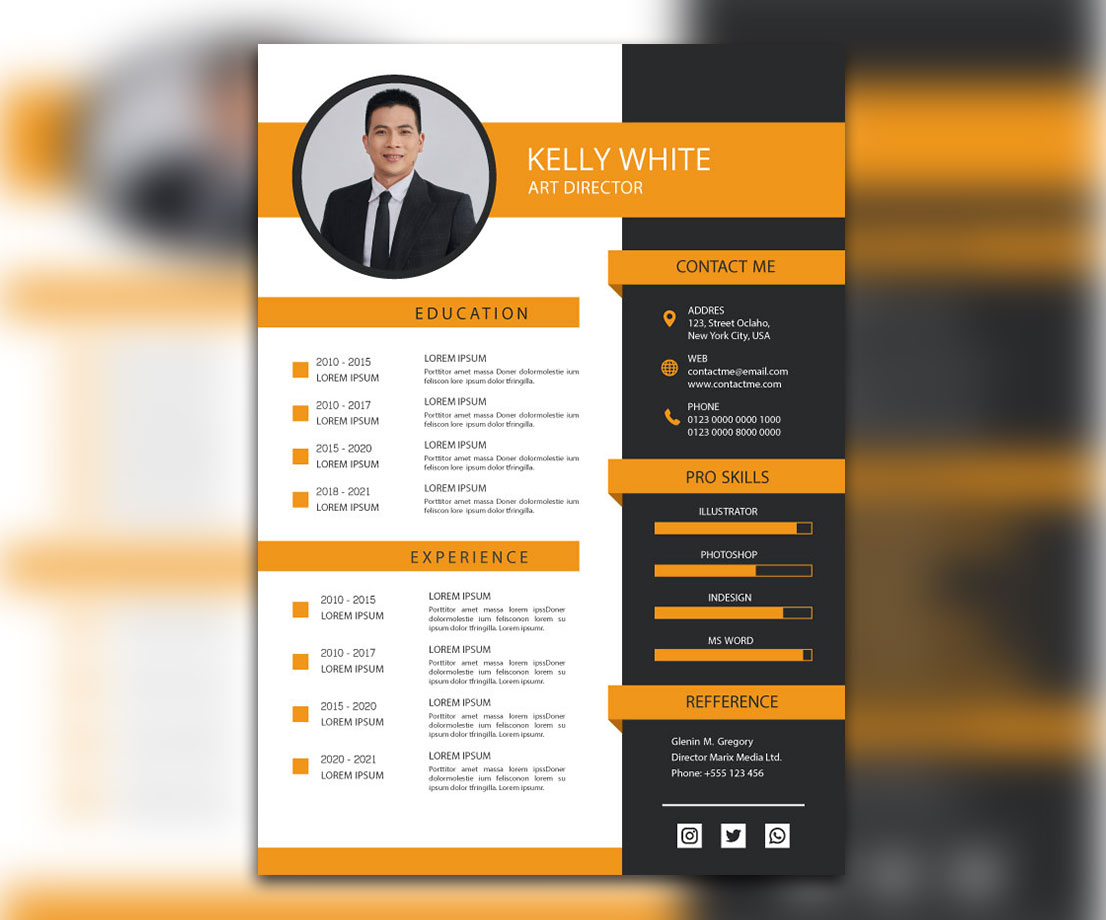 KELLY WHITE
ART DIRECTOR
EDUCATION
2010 - 2015
LOREM IPSUM
LOREM IPSUM
Porttitor amet massa Doner dolormolestie ium
feliscon lore ipsum dolor tfringilla.
2010 - 2017
LOREM IPSUM
LOREM IPSUM
Porttitor amet massa Doner dolormolestie ium
feliscon lore ipsum dolor tfringilla.
2015 - 2020
LOREM IPSUM
LOREM IPSUM
Porttitor amet massa Doner dolormolestie ium
feliscon lore ipsum dolor tfringilla.
2018 - 2021
LOREM IPSUM
LOREM IPSUM
Porttitor amet massa Doner dolormolestie ium
feliscon lore ipsum dolor tfringilla.
EXPERIENCE
2010 - 2015
LOREM IPSUM
LOREM IPSUM
Porttitor amet massa lorem ipssDoner
dolormolestie ium felisconon lorem su
ipsum dolor tfringilla. Lorem ipsumr.
2010 - 2017
LOREM IPSUM
LOREM IPSUM
Porttitor amet massa lorem ipssDoner
dolormolestie ium felisconon lorem su
ipsum dolor tfringilla. Lorem ipsumr.
2015 - 2020
LOREM IPSUM
LOREM IPSUM
Porttitor amet massa lorem ipssDoner
dolormolestie ium felisconon lorem su
ipsum dolor tfringilla. Lorem ipsumr.
2020 - 2021
LOREM IPSUM
LOREM IPSUM
Porttitor amet massa lorem ipssDoner
dolormolestie ium felisconon lorem su
ipsum dolor tfringilla. Lorem ipsumr.
CONTACT ME
ADDRES
123, Street Oclaho,
New York City, USA
WEB
contactme@email.com
www.contactme.com
PHONE
0123 0000 0000 1000
0123 0000 8000 0000
PRO SKILLS
ILLUSTRATOR
PHOTOSHOP
INDESIGN
MS WORD
REFFERENCE
Glenin M. Gregory
Director Marix Media Ltd.
Phone: +555 123 456